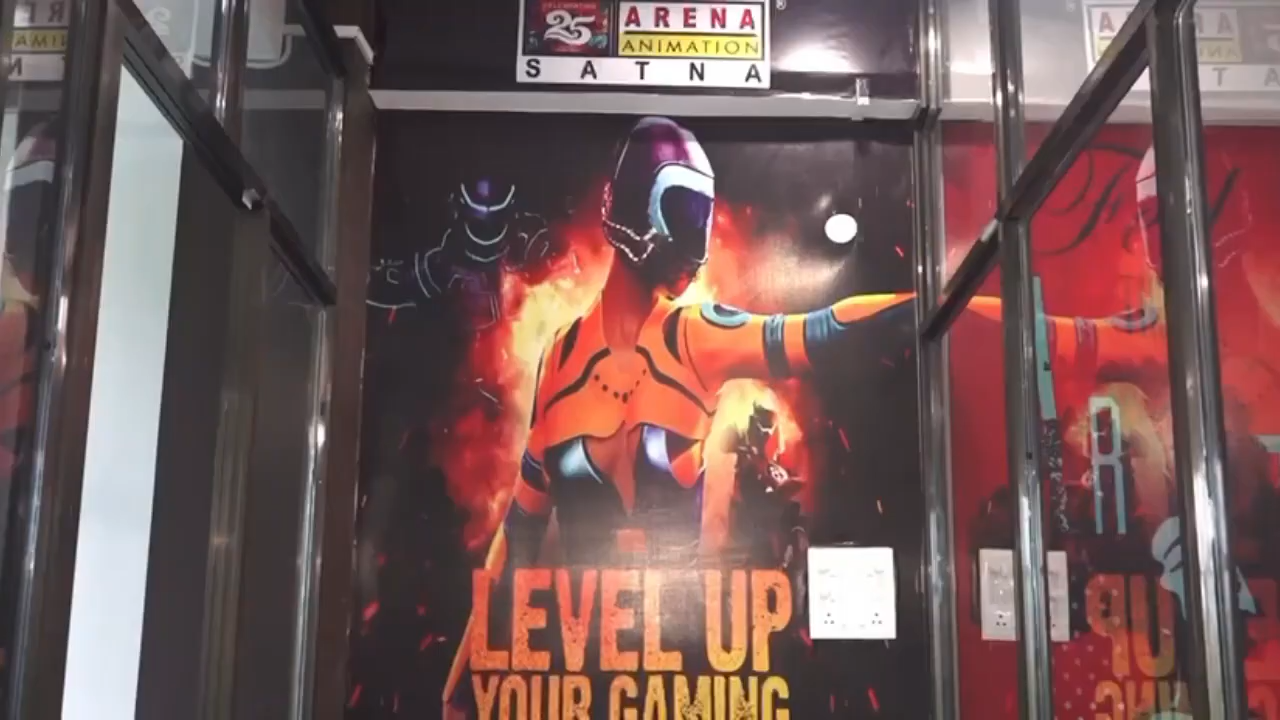 CELEBRATING
25
ARENA
ANIMATION
SATNA
LEVEL UP
YOUR GAMING